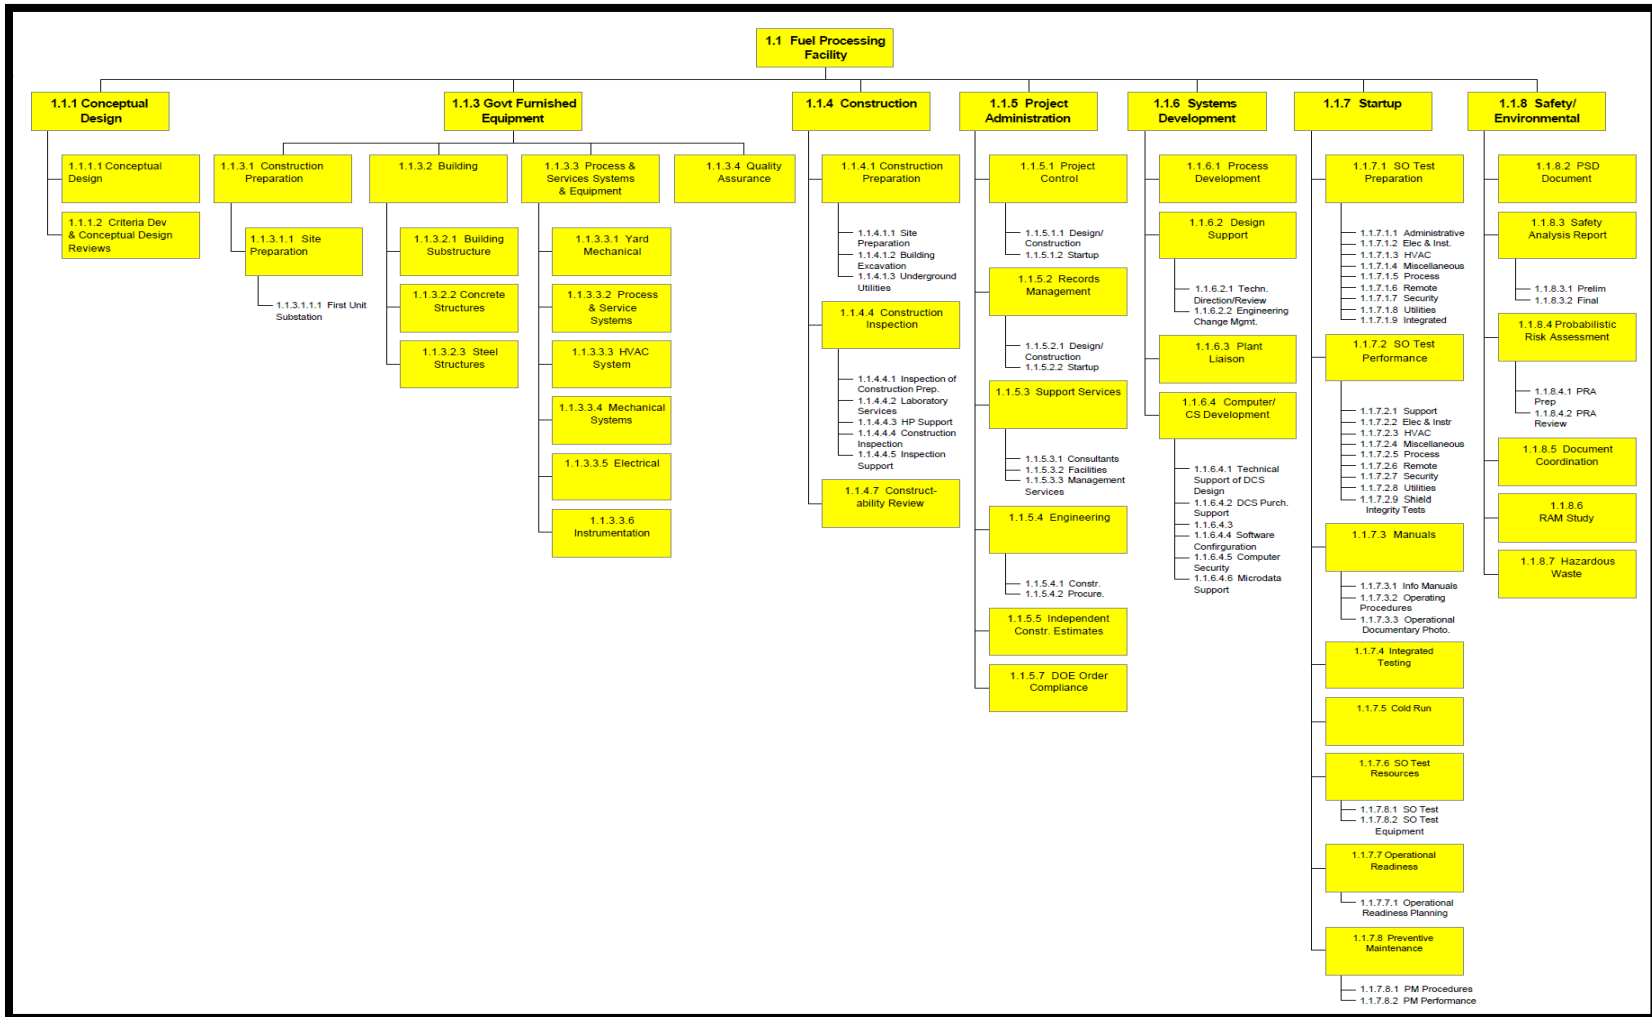 1.1 Fuel Processing
Facility
1.1.1 Conceptual
Design
1.1.1.1 Conceptual
Design
1.1.1.2 Criteria Dev
& Conceptual Design
Reviews
1.1.3 Govt Furnished
Equipment
1.1.3.1 Construction
Preparation
1.1.3.1.1 Site
Preparation
1.1.3.1.1.1 First Unit
Substation
1.1.3.2 Building
1.1.3.2.1 Building
Substructure
1.1.3.2.2 Concrete
Structures
1.1.3.2.3 Steel
Structures
1.1.3.3 Process &
Services Systems
& Equipment
1.1.3.3.1 Yard
Mechanical
1.1.3.3.2 Process
& Service
Systems
1.1.3.3.3 HVAC
System
1.1.3.3.4 Mechanical
Systems
1.1.3.3.5 Electrical
1.1.3.3.6
Instrumentation
1.1.3.4 Quality
Assurance
1.1.4 Construction
1.1.4.1 Construction
Preparation
1.1.4.1.1 Site
Preparation
1.1.4.1.2 Building
Excavation
1.1.4.1.3 Underground
Utilities
1.1.4.4 Construction
Inspection
1.1.4.4.1 Inspection of
Construction Prep.
1.1.4.4.2 Laboratory
Services
1.1.4.4.3 HP Support
1.1.4.4.4 Construction
Inspection
1.1.4.4.5 Inspection
Support
1.1.4.7 Construct-
ability Review
1.1.5 Project
Administration
1.1.5.1 Project
Control
1.1.5.1.1 Design/
Construction
1.1.5.1.2 Startup
1.1.5.2 Records
Management
1.1.5.2.1 Design/
Construction
1.1.5.2.2 Startup
1.1.5.3 Support Services
1.1.5.3.1 Consultants
1.1.5.3.2 Facilities
1.1.5.3.3 Management
Services
1.1.5.4 Engineering
1.1.5.4.1 Constr.
1.1.5.4.2 Procure.
1.1.5.5 Independent
Constr. Estimates
1.1.5.7 DOE Order
Compliance
1.1.6 Systems
Development
1.1.6.1 Process
Development
1.1.6.2 Design
Support
1.1.6.2.1 Techn.
Direction/Review
1.1.6.2.2 Engineering
Change Mgmt.
1.1.6.3 Plant
Liaison
1.1.6.4 Computer/
CS Development
1.1.6.4.1 Technical
Support of DCS
Design
1.1.6.4.2 DCS Purch.
Support
1.1.6.4.3
1.1.6.4.4 Software
Confirguration
1.1.6.4.5 Computer
Security
1.1.6.4.6 Microdata
Support
1.1.7 Startup
1.1.7.1 SO Test
Preparation
1.1.7.1.1 Administrative
1.1.7.1.2 Elec & Inst.
1.1.7.1.3 HVAC
1.1.7.1.4 Miscellaneous
1.1.7.1.5 Process
1.1.7.1.6 Remote
1.1.7.1.7 Security
1.1.7.1.8 Utilities
1.1.7.1.9 Integrated
1.1.7.2 SO Test
Performance
1.1.7.2.1 Support
1.1.7.2.2 Elec & Instr
1.1.7.2.3 HVAC
1.1.7.2.4 Miscellaneous
1.1.7.2.5 Process
1.1.7.2.6 Remote
1.1.7.2.7 Security
1.1.7.2.8 Utilities
1.1.7.2.9 Shield
Integrity Tests
1.1.7.3 Manuals
1.1.7.3.1 Info Manuals
1.1.7.3.2 Operating
Procedures
1.1.7.3.3 Operational
Documentary Photo.
1.1.7.4 Integrated
Testing
1.1.7.5 Cold Run
1.1.7.6 SO Test
Resources
1.1.7.8.1 SO Test
1.1.7.8.2 SO Test
Equipment
1.1.7.7 Operational
Readiness
1.1.7.7.1 Operational
Readiness Planning
1.1.7.8 Preventive
Maintenance
1.1.7.8.1 PM Procedures
1.1.7.8.2 PM Performance
1.1.8 Safety/
Environmental
1.1.8.2 PSD
Document
1.1.8.3 Safety
Analysis Report
1.1.8.3.1 Prelim
1.1.8.3.2 Final
1.1.8.4 Probabilistic
Risk Assessment
1.1.8.4.1 PRA
Prep
1.1.8.4.2 PRA
Review
1.1.8.5 Document
Coordination
1.1.8.6
RAM Study
1.1.8.7 Hazardous
Waste